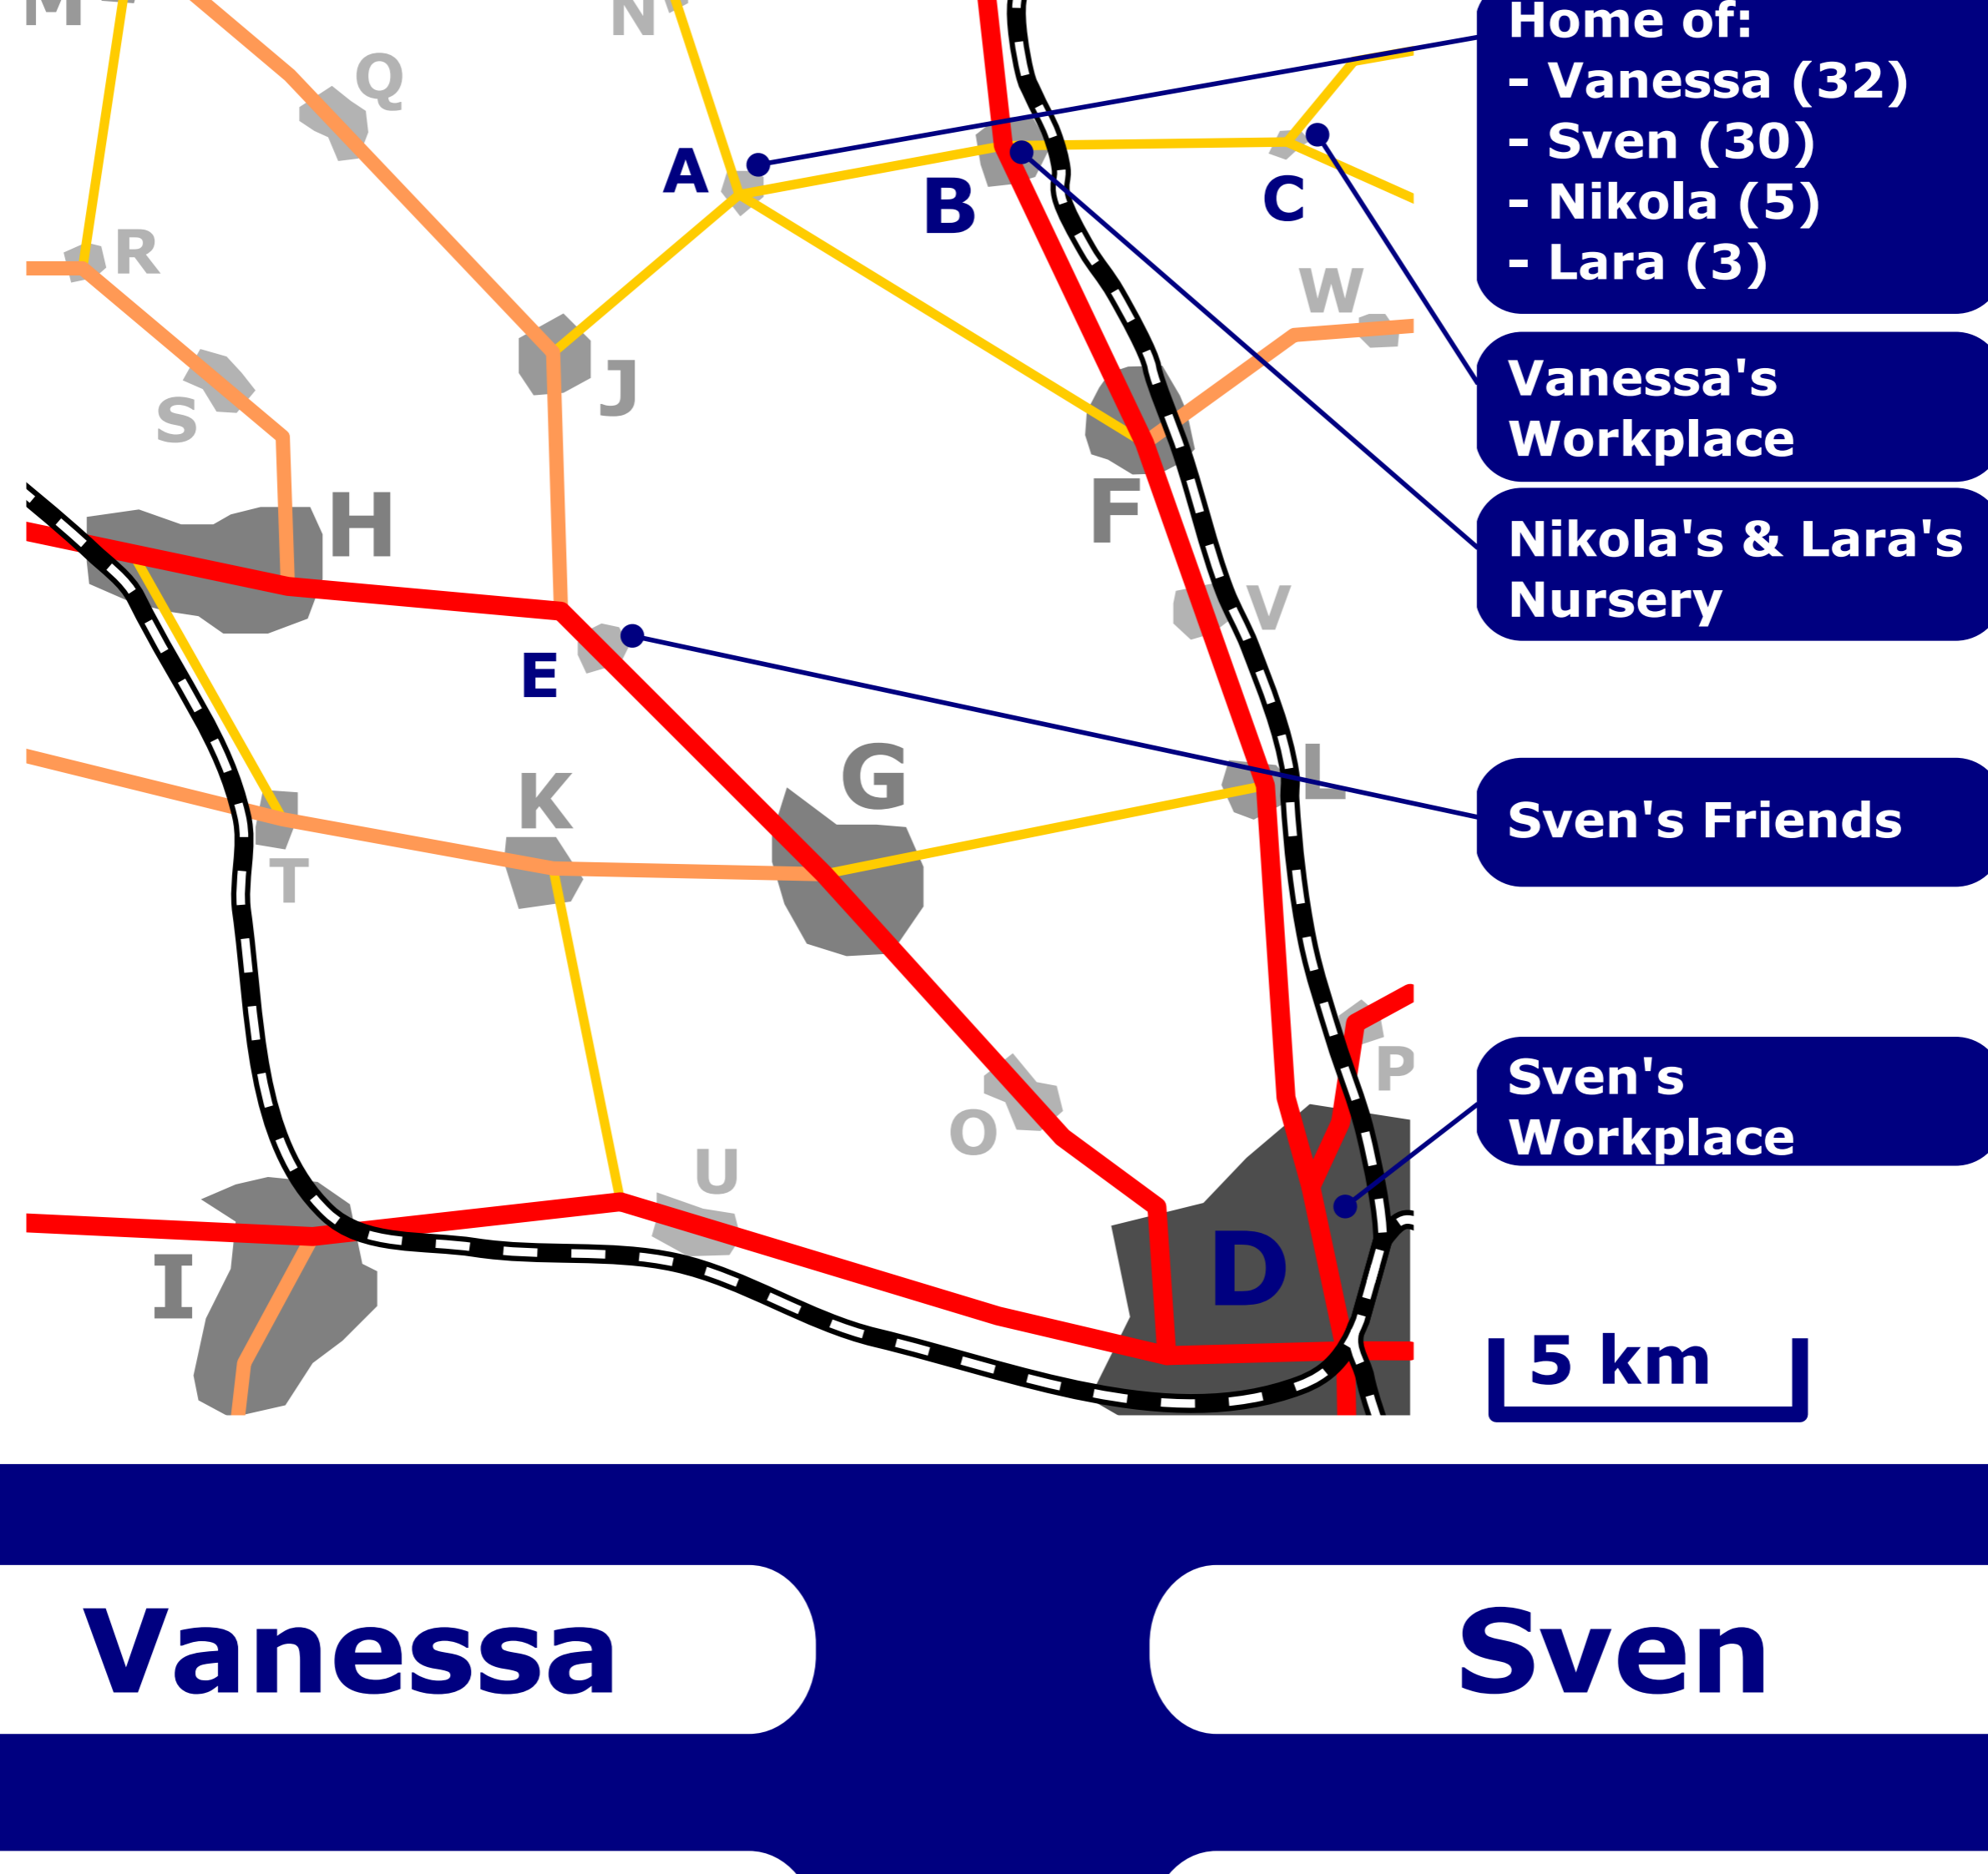 M
N
Q
Home of:
- Vanessa (32)
- Sven (30)
- Nikola (5)
- Lara (3)
A
B
C
R
W
J
S
Vanessa's
Workplace
H
F
Nikola's & Lara's
Nursery
V
E
K
G
L
Sven's Friends
T
P
O
U
Sven's
Workplace
D
I
5 km
Vanessa
Sven